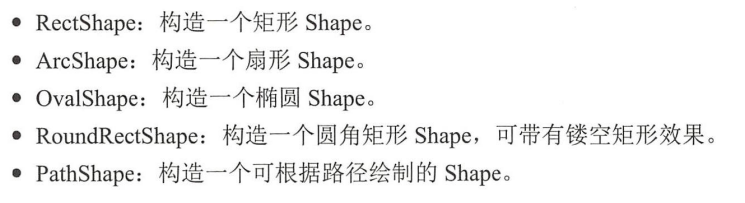 • RectShape：构造一个矩形 Shape。
• ArcShape：构造一个扇形 Shape。
• OvalShape：构造一个椭圆 Shape。
• RoundRectShape：构造一个圆角矩形 Shape，可带有镂空矩形效果。
• PathShape：构造一个可根据路径绘制的 Shape。